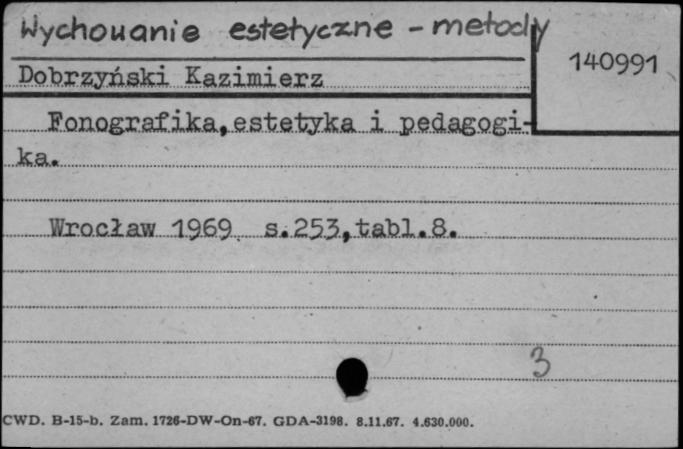 Wychowanie estetyczne - metody
140991
Dobrzyński Kazimierz
Fonografika,estetyka i pedagogi-
ka.
Wrocław 1969 s.253,tabl.8.
3
CWD. B-15-b. Zam. 1726-DW-On-67. GDA-3198. 8.11.67. 4.630.000.